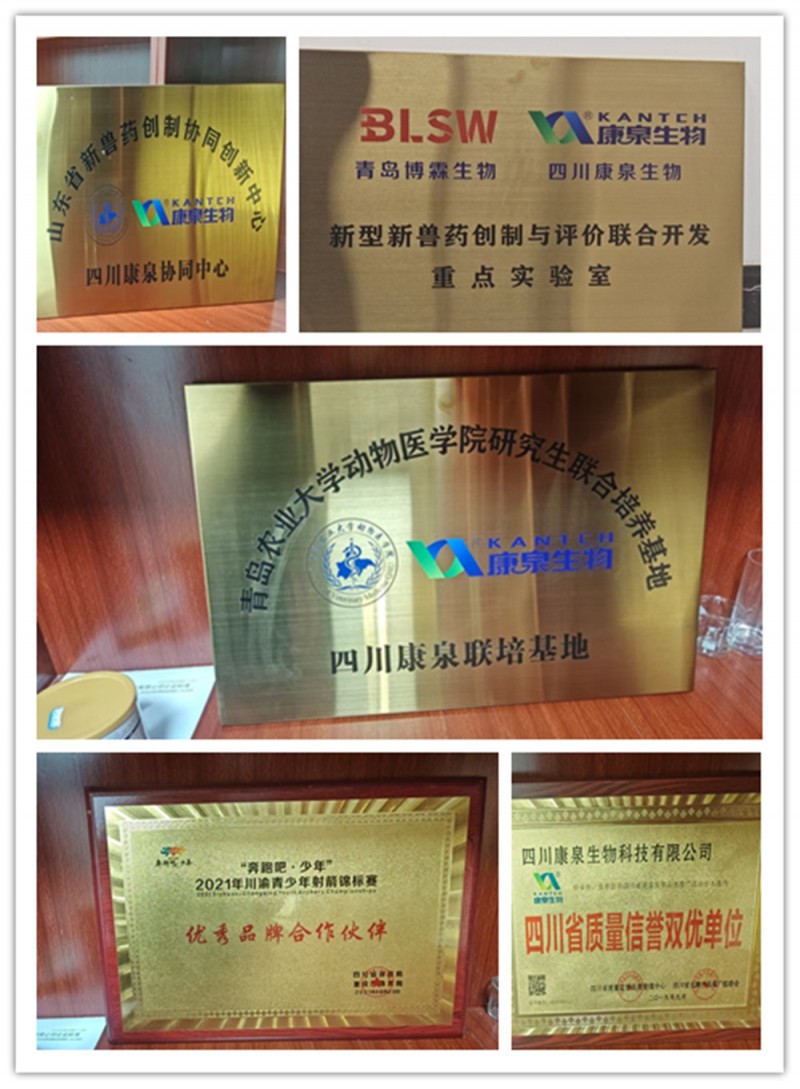 山东省新兽药创制协同创新中心
KANTCH
康泉生物
四川康泉协同中心
BLSW
青岛博霖生物
®KANTCH
康泉生物
四川康泉生物
新型新兽药创制与评价联合开发
重点实验室
青岛农业大学动物医学院研究生联合培养基地
KANTCH
康泉生物
四川康泉联培基地
“奔跑吧·少年”
2021年川渝青少年射箭锦标赛
优秀品牌合作伙伴
四川康泉生物科技有限公司
康泉生物
四川省质量信誉双优单位